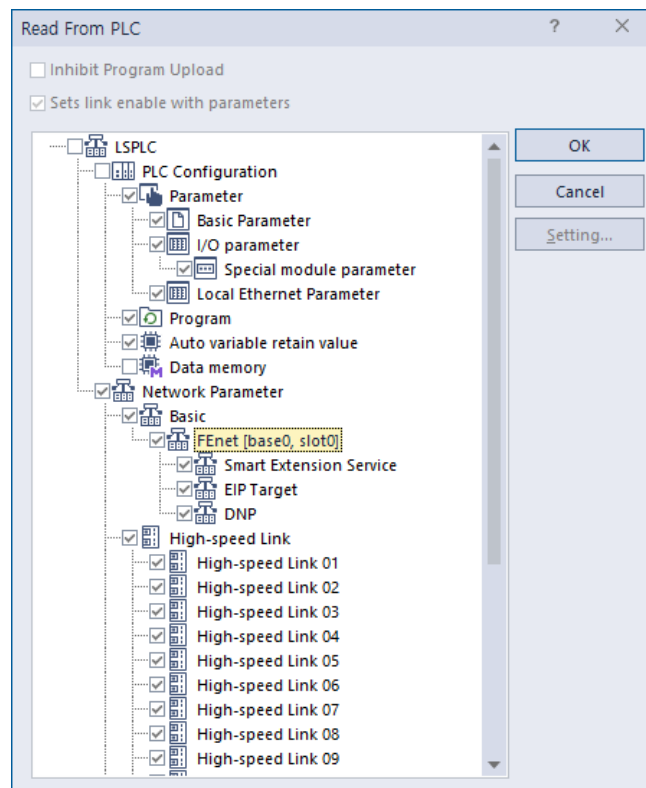 Read From PLC
Inhibit Program Upload
Sets link enable with parameters
LSPLC
PLC Configuration
Parameter
Basic Parameter
I/O parameter
Special module parameter
Local Ethernet Parameter
Program
Auto variable retain value
Data memory
Network Parameter
Basic
FEnet [base0, slot0]
Smart Extension Service
EIP Target
DNP
High-speed Link
High-speed Link 01
High-speed Link 02
High-speed Link 03
High-speed Link 04
High-speed Link 05
High-speed Link 06
High-speed Link 07
High-speed Link 08
High-speed Link 09
OK
Cancel
Setting...